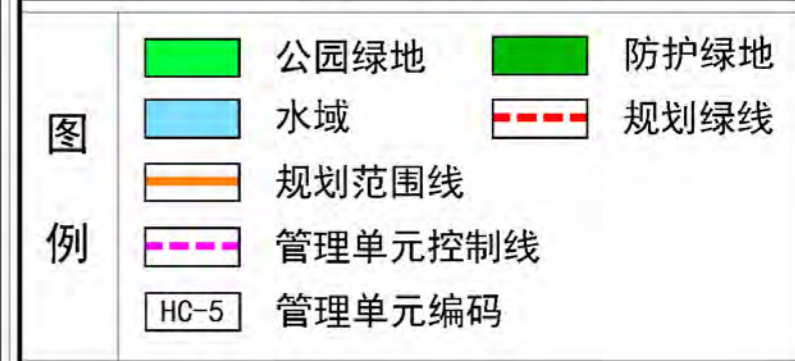 图例
公园绿地 防护绿地
水域 规划绿线
规划范围线
管理单元控制线
HC-5 管理单元编码